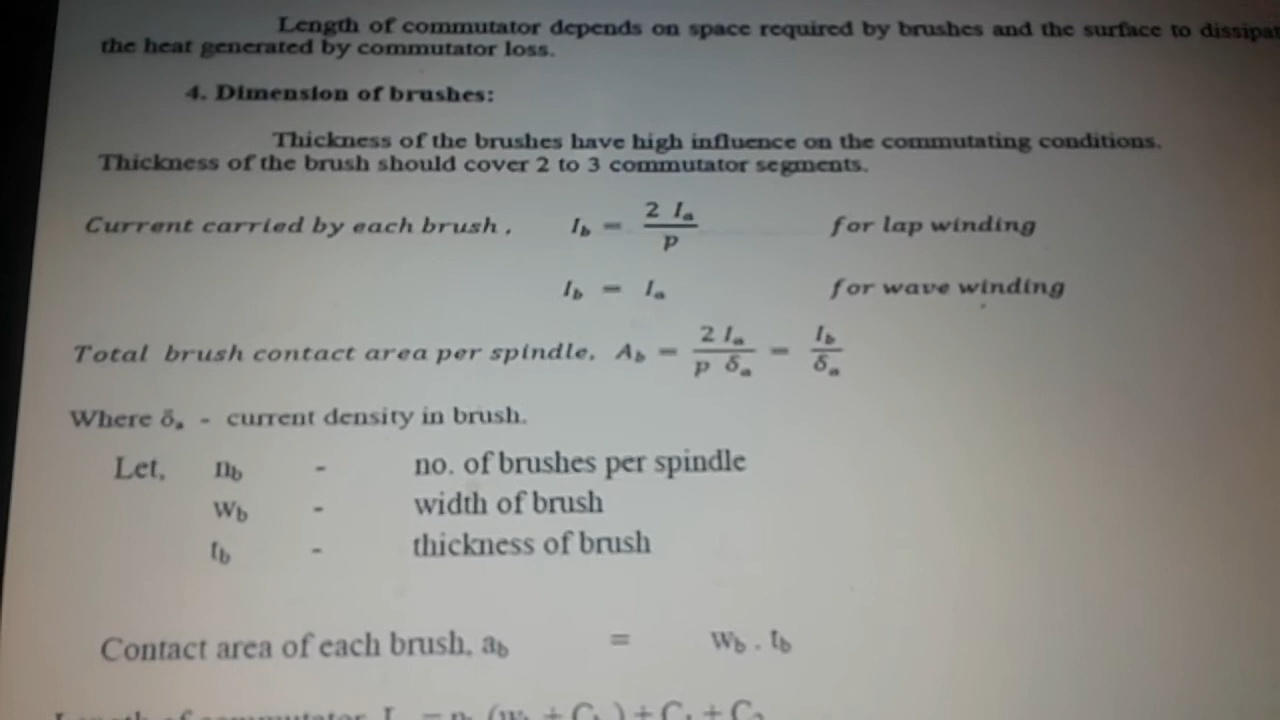 Length of commutator depends on space required by brushes and the surface to dissipat
the heat generated by commutator loss.
4. Dimension of brushes:
Thickness of the brushes have high influence on the commutating conditions.
Thickness of the brush should cover 2 to 3 commutator segments.
Current carried by each brush, I_b = 2 I_a / p for lap winding
I_b = I_a for wave winding
Total brush contact area per spindle, A_b = 2 I_a / p δ_a = I_b / δ_a
Where δ_a - current density in brush.
Let, n_b - no. of brushes per spindle
w_b - width of brush
t_b - thickness of brush
Contact area of each brush, a_b = w_b . t_b
Length of commutator,